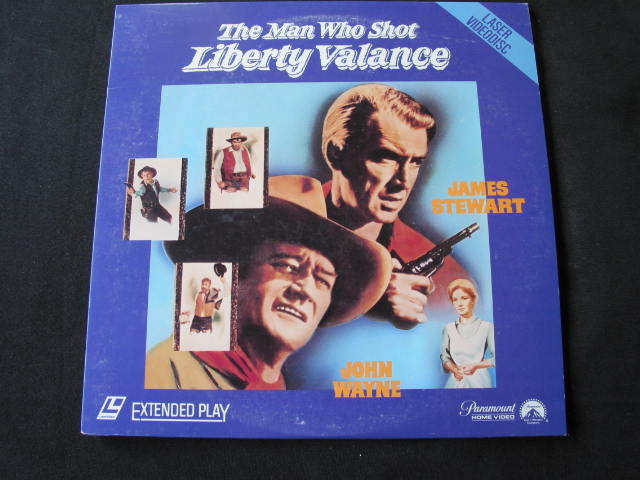 The Man Who Shot
Liberty Valance
LASER
VIDEODISC
JAMES
STEWART
JOHN
WAYNE
EXTENDED PLAY
Paramount
HOME VIDEO